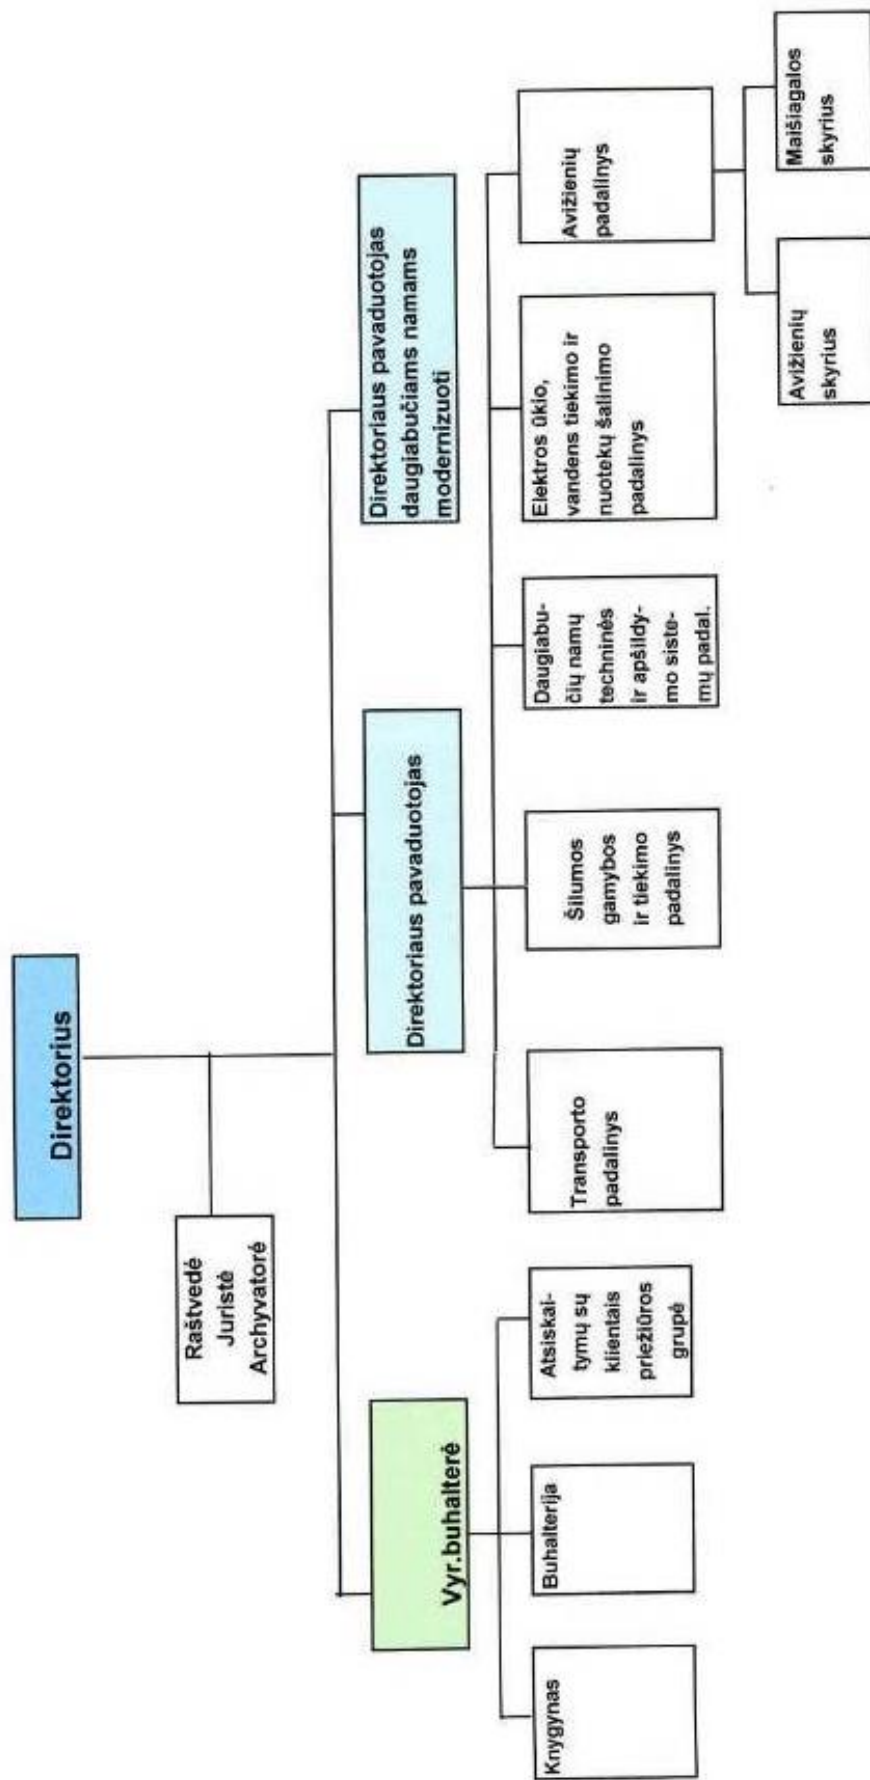 Direktorius
Raštvedė
Juristė
Archyvatorė
Vyr.buhalterė
Direktoriaus pavaduotojas
Direktoriaus pavaduotojas
daugiabučiams namams
modernizuoti
Knygynas
Buhalterija
Atsiskai-
tymų sų
klientais
priežiūros
grupė
Transporto
padalinys
Šilumos
gamybos
ir tiekimo
padalinys
Daugiabu-
čių namų
techninės
ir apšildy-
mo siste-
mų padal.
Elektros ūkio,
vandens tiekimo ir
nuotekų šalinimo
padalinys
Avižienių
padalinys
Avižienių
skyrius
Maišiagalos
skyrius